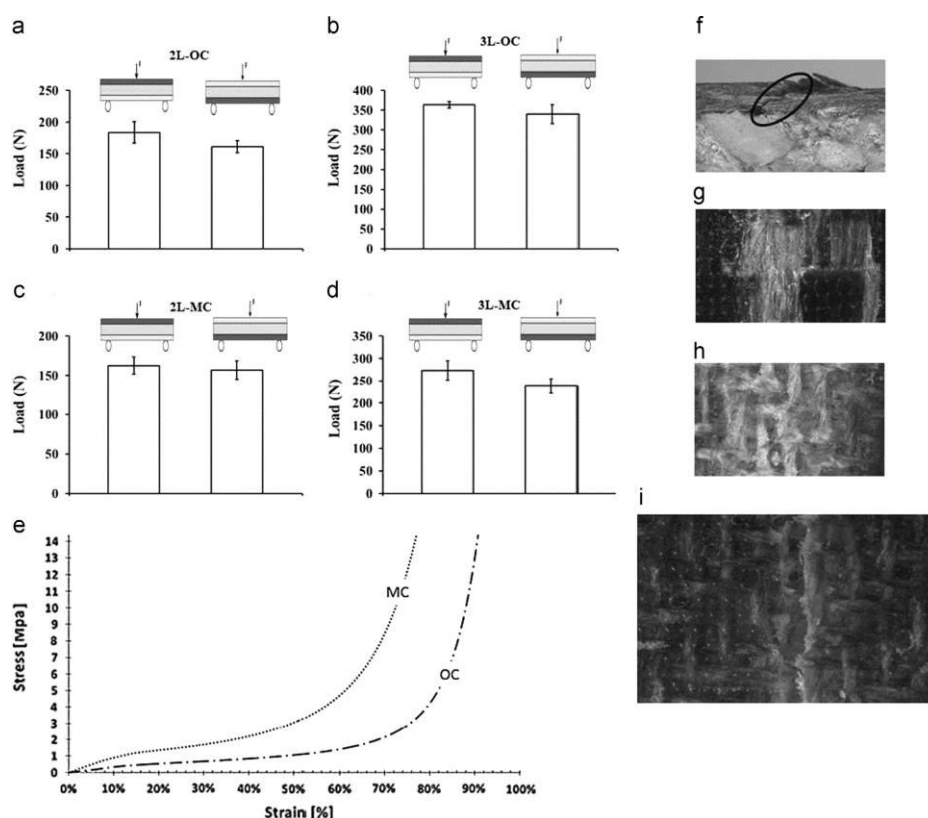 a
2L-OC
F
F
Load (N)
250
200
150
100
50
0
b
3L-OC
F
F
Load (N)
400
350
300
250
200
150
100
50
0
c
2L-MC
F
Load (N)
200
150
100
50
0
d
3L-MC
F
Load (N)
350
300
250
200
150
100
50
0
e
Stress [Mpa]
14
13
12
11
10
9
8
7
6
5
4
3
2
1
0
MC
OC
0% 10% 20% 30% 40% 50% 60% 70% 80% 90% 100%
Strain [%]
f
g
h
i